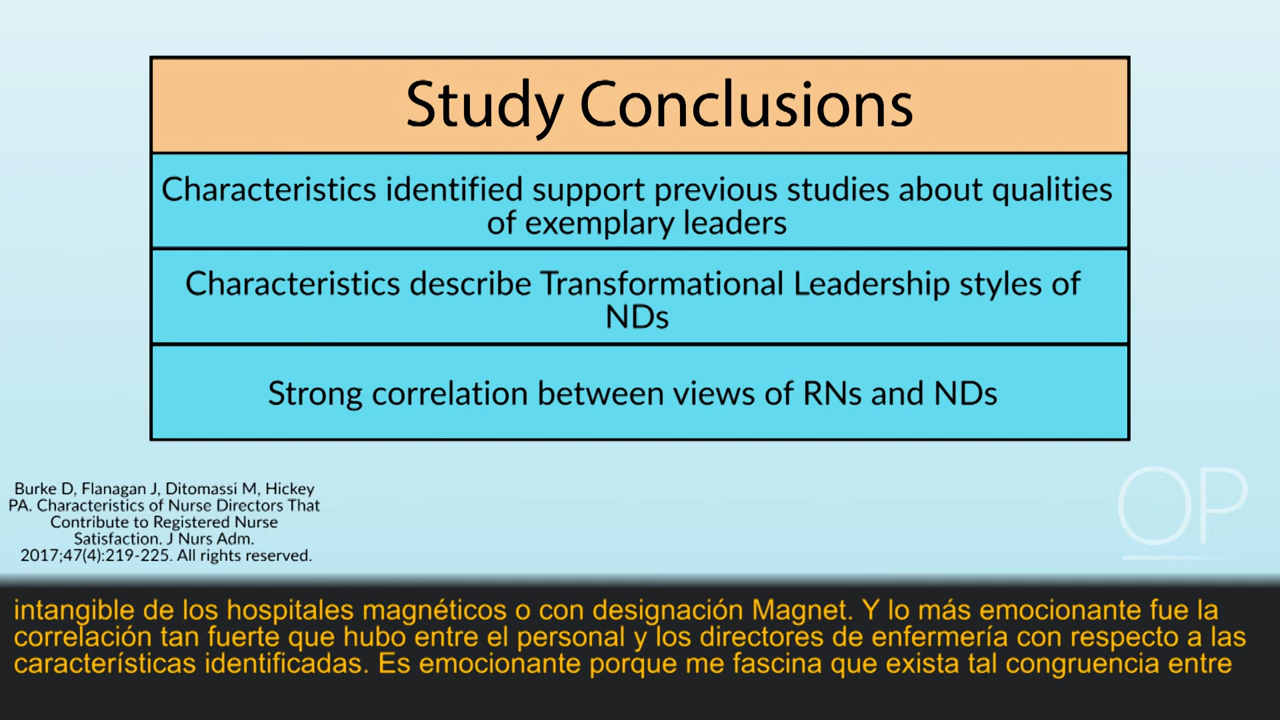 Study Conclusions
Characteristics identified support previous studies about qualities
of exemplary leaders
Characteristics describe Transformational Leadership styles of
NDs
Strong correlation between views of RNs and NDs
Burke D, Flanagan J, Ditomassi M, Hickey
PA. Characteristics of Nurse Directors That
Contribute to Registered Nurse
Satisfaction. J Nurs Adm.
2017;47(4):219-225. All rights reserved.
OP
intangible de los hospitales magnéticos o con designación Magnet. Y lo más emocionante fue la
correlación tan fuerte que hubo entre el personal y los directores de enfermería con respecto a las
características identificadas. Es emocionante porque me fascina que exista tal congruencia entre